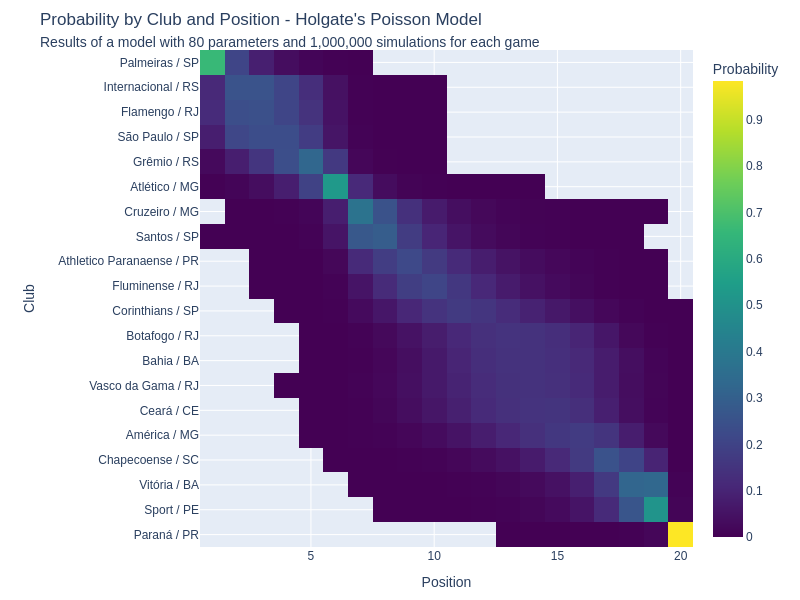 Probability by Club and Position - Holgate's Poisson Model
Results of a model with 80 parameters and 1,000,000 simulations for each game
Probability
Club
Palmeiras / SP
Internacional / RS
Flamengo / RJ
São Paulo / SP
Grêmio / RS
Atlético / MG
Cruzeiro / MG
Santos / SP
Athletico Paranaense / PR
Fluminense / RJ
Corinthians / SP
Botafogo / RJ
Bahia / BA
Vasco da Gama / RJ
Ceará / CE
América / MG
Chapecoense / SC
Vitória / BA
Sport / PE
Paraná / PR
5 10 15 20
Position
0.9
0.8
0.7
0.6
0.5
0.4
0.3
0.2
0.1
0